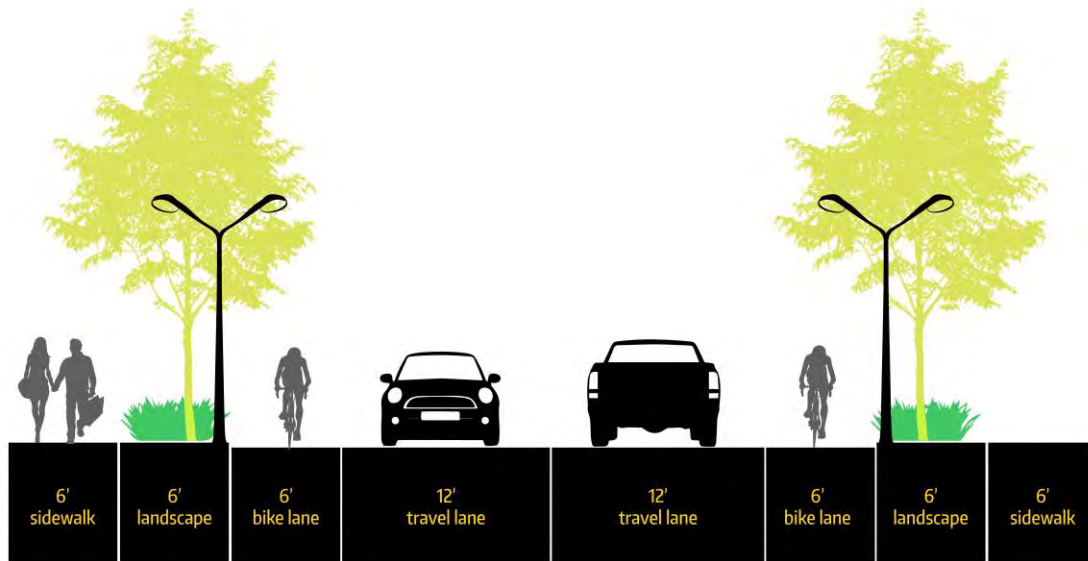 6'
sidewalk
6'
landscape
6'
bike lane
12'
travel lane
12'
travel lane
6'
bike lane
6'
landscape
6'
sidewalk